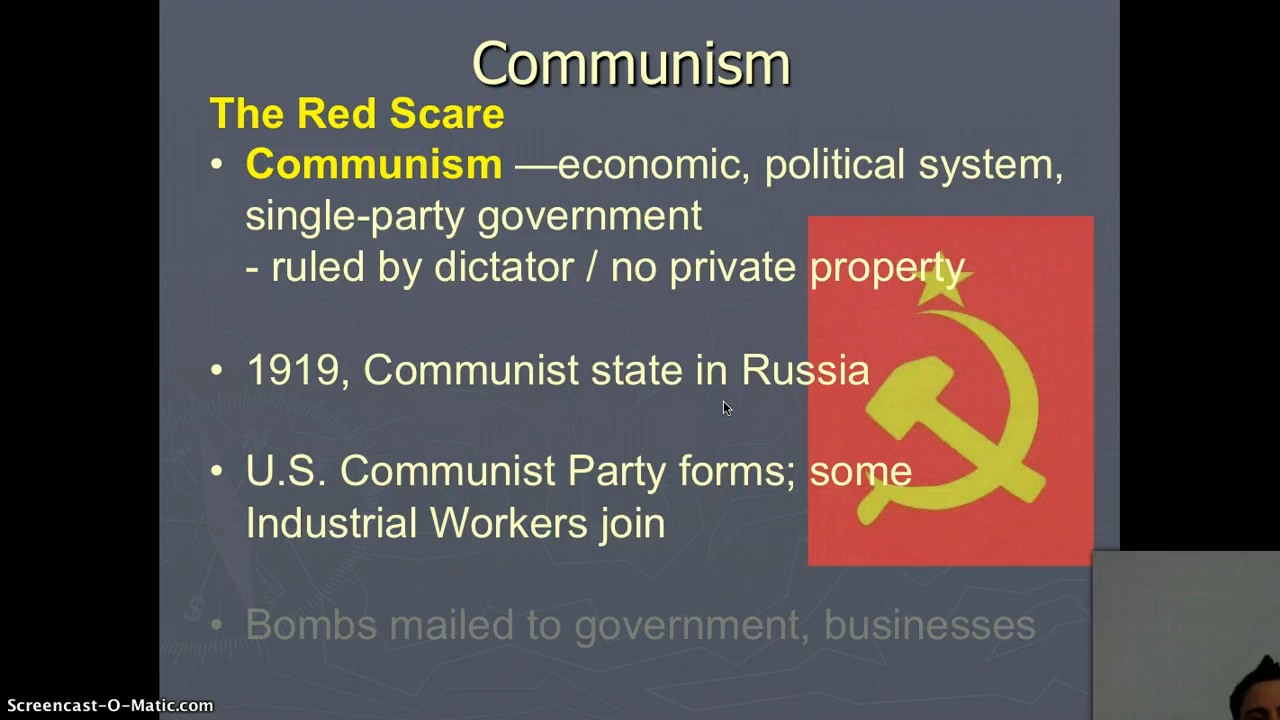 Communism
The Red Scare
• Communism —economic, political system,
single-party government
- ruled by dictator / no private property
• 1919, Communist state in Russia
• U.S. Communist Party forms; some
Industrial Workers join
• Bombs mailed to government, businesses
N
S
Screencast-O-Matic.com